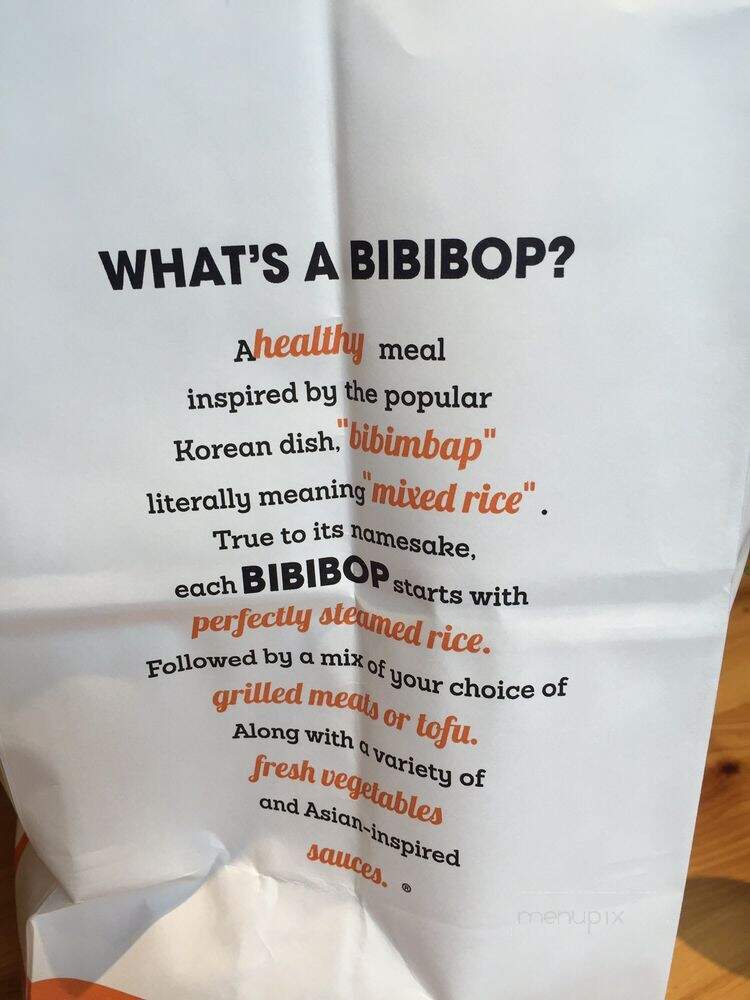 WHAT'S A BIBIBOP?
A healthy meal
inspired by the popular
Korean dish, "bibimbap"
literally meaning "mixed rice".
True to its namesake,
each BIBIBOP starts with
perfectly steamed rice.
Followed by a mix of your choice of
grilled meats or tofu.
Along with a variety of
fresh vegetables
and Asian-inspired
sauces. ®
menupix